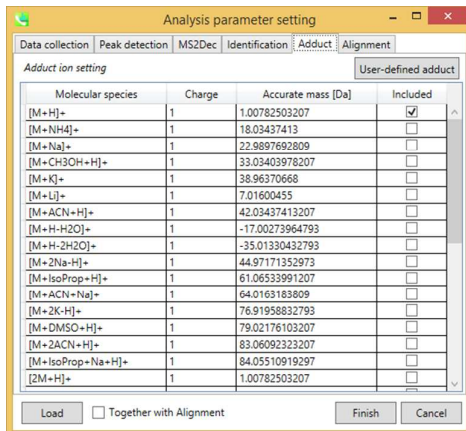 Analysis parameter setting
Data collection Peak detection MS2Dec Identification Adduct Alignment
Adduct ion setting User-defined adduct
Molecular species Charge Accurate mass [Da] Included
[M+H]+ 1 1.00782503207
[M+NH4]+ 1 18.03437413
[M+Na]+ 1 22.9897692809
[M+CH3OH+H]+ 1 33.03403978207
[M+K]+ 1 38.96370668
[M+Li]+ 1 7.01600455
[M+ACN+H]+ 1 42.03437413207
[M+H-H2O]+ 1 -17.00273964793
[M+H-2H2O]+ 1 -35.01330432793
[M+2Na-H]+ 1 44.97171352973
[M+IsoProp+H]+ 1 61.06533991207
[M+ACN+Na]+ 1 64.0163183809
[M+2K-H]+ 1 76.91958832793
[M+DMSO+H]+ 1 79.02176103207
[M+2ACN+H]+ 1 83.06092323207
[M+IsoProp+Na+H]+ 1 84.05510919297
[2M+H]+ 1 1.00782503207
Load Together with Alignment Finish Cancel